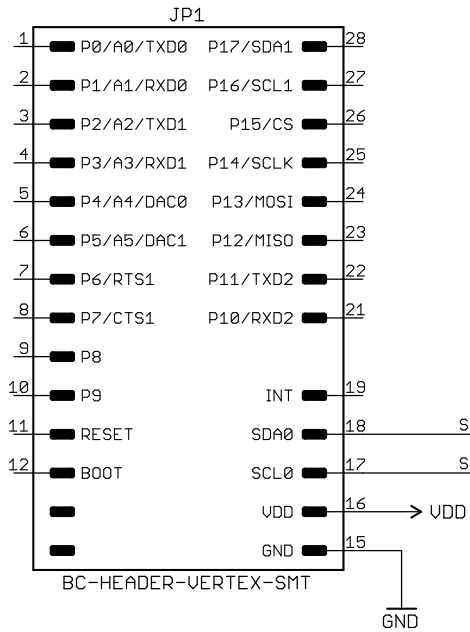 JP1
1 P0/A0/TXD0 P17/SDA1 28
2 P1/A1/RXD0 P16/SCL1 27
3 P2/A2/TXD1 P15/CS 26
4 P3/A3/RXD1 P14/SCLK 25
5 P4/A4/DAC0 P13/MOSI 24
6 P5/A5/DAC1 P12/MISO 23
7 P6/RTS1 P11/TXD2 22
8 P7/CTS1 P10/RXD2 21
9 P8
10 P9 INT 19
11 RESET SDA0 18 S
12 BOOT SCL0 17 S
VDD 16 VDD
GND 15
BC-HEADER-VERTEX-SMT
GND